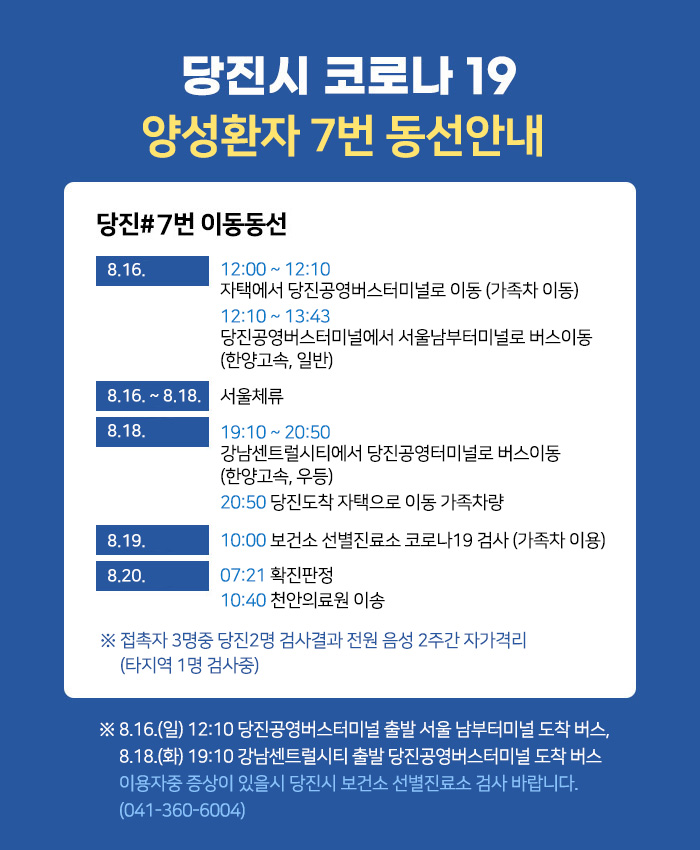 당진시 코로나 19
양성환자 7번 동선안내
당진#7번 이동동선
8.16.
12:00 ~ 12:10
자택에서 당진공영버스터미널로 이동 (가족차 이동)
12:10 ~ 13:43
당진공영버스터미널에서 서울남부터미널로 버스이동
(한양고속, 일반)
8.16. ~ 8.18.
서울체류
8.18.
19:10 ~ 20:50
강남센트럴시티에서 당진공영터미널로 버스이동
(한양고속, 우등)
20:50 당진도착 자택으로 이동 가족차량
8.19.
10:00 보건소 선별진료소 코로나19 검사 (가족차 이용)
8.20.
07:21 확진판정
10:40 천안의료원 이송
※ 접촉자 3명중 당진2명 검사결과 전원 음성 2주간 자가격리
(타지역 1명 검사중)
※ 8.16.(일) 12:10 당진공영버스터미널 출발 서울 남부터미널 도착 버스,
8.18.(화) 19:10 강남센트럴시티 출발 당진공영버스터미널 도착 버스
이용자중 증상이 있을시 당진시 보건소 선별진료소 검사 바랍니다.
(041-360-6004)